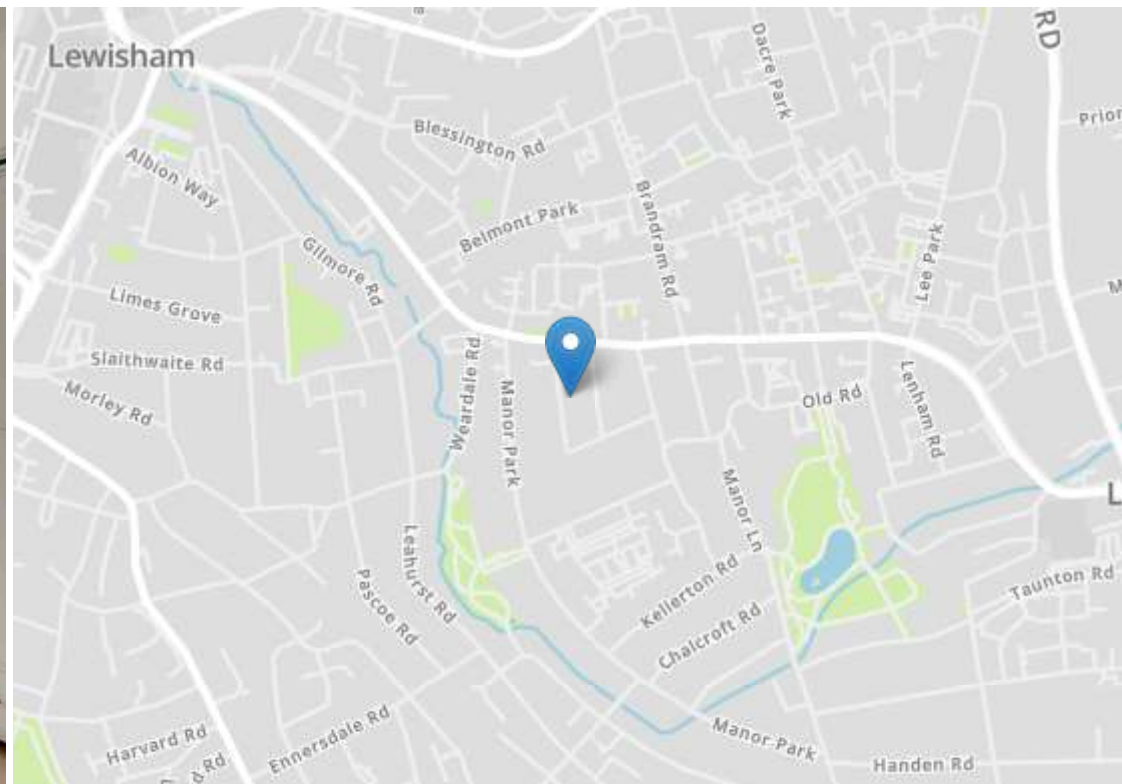 Lewisham
RD
Dacre Park
Prior
Blessington Rd
Albion Way
Brandram Rd
Belmont Park
Gilmore Rd
Lee Park
M
Limes Grove
Slaithwaite Rd
Weardale Rd
Lenham Rd
Morley Rd
Manor Park
Old Rd
L
Manor Ln
Leahurst Rd
Pascoe Rd
Kellerton Rd
Taunton Rd
Chalcroft Rd
Ennersdale Rd
Manor Park
Harvard Rd
d Rd
Handen Rd